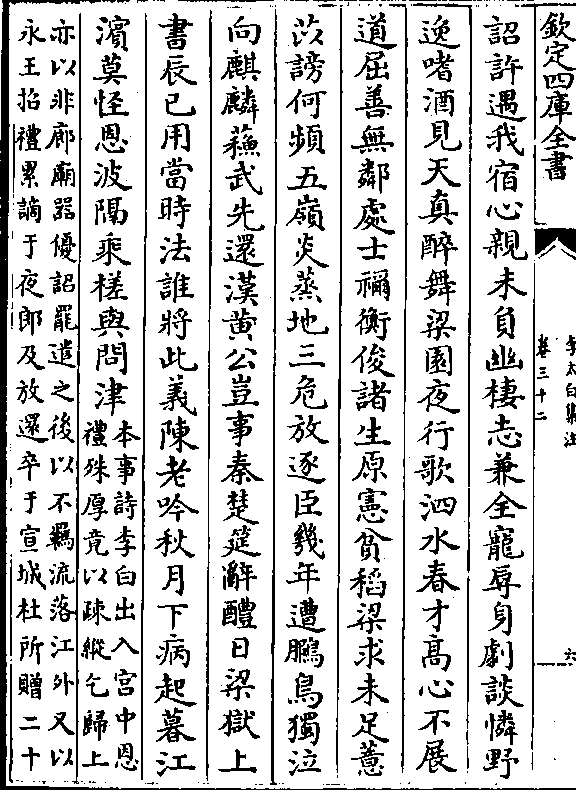 欽定四庫全書
李太白集注
卷三十二
六
詔許遇我宿心親未負幽棲志兼全寵辱身劇談憐野
逸嗜酒見天真醉舞梁園夜行歌泗水春才高心不展
道屈善無鄰處士禰衡俊諸生原憲貧稻梁求未足薏
苡謗何頻五嶺炎蒸地三危放逐臣幾年遭鵩鳥獨泣
向麒麟蘇武先還漢黄公豈事秦楚筵辭醴日梁獄上
書辰已用當時法誰將此義陳老吟秋月下病起暮江
濱莫怪恩波隔乘槎與問津
本事詩李白出入宫中恩
禮殊厚竟以疎縱乞歸上
亦以非廊廟器優詔罷遣之後以不羈流落江外又以
永王招禮累謫于夜郎及放還卒于宣城杜所贈二十